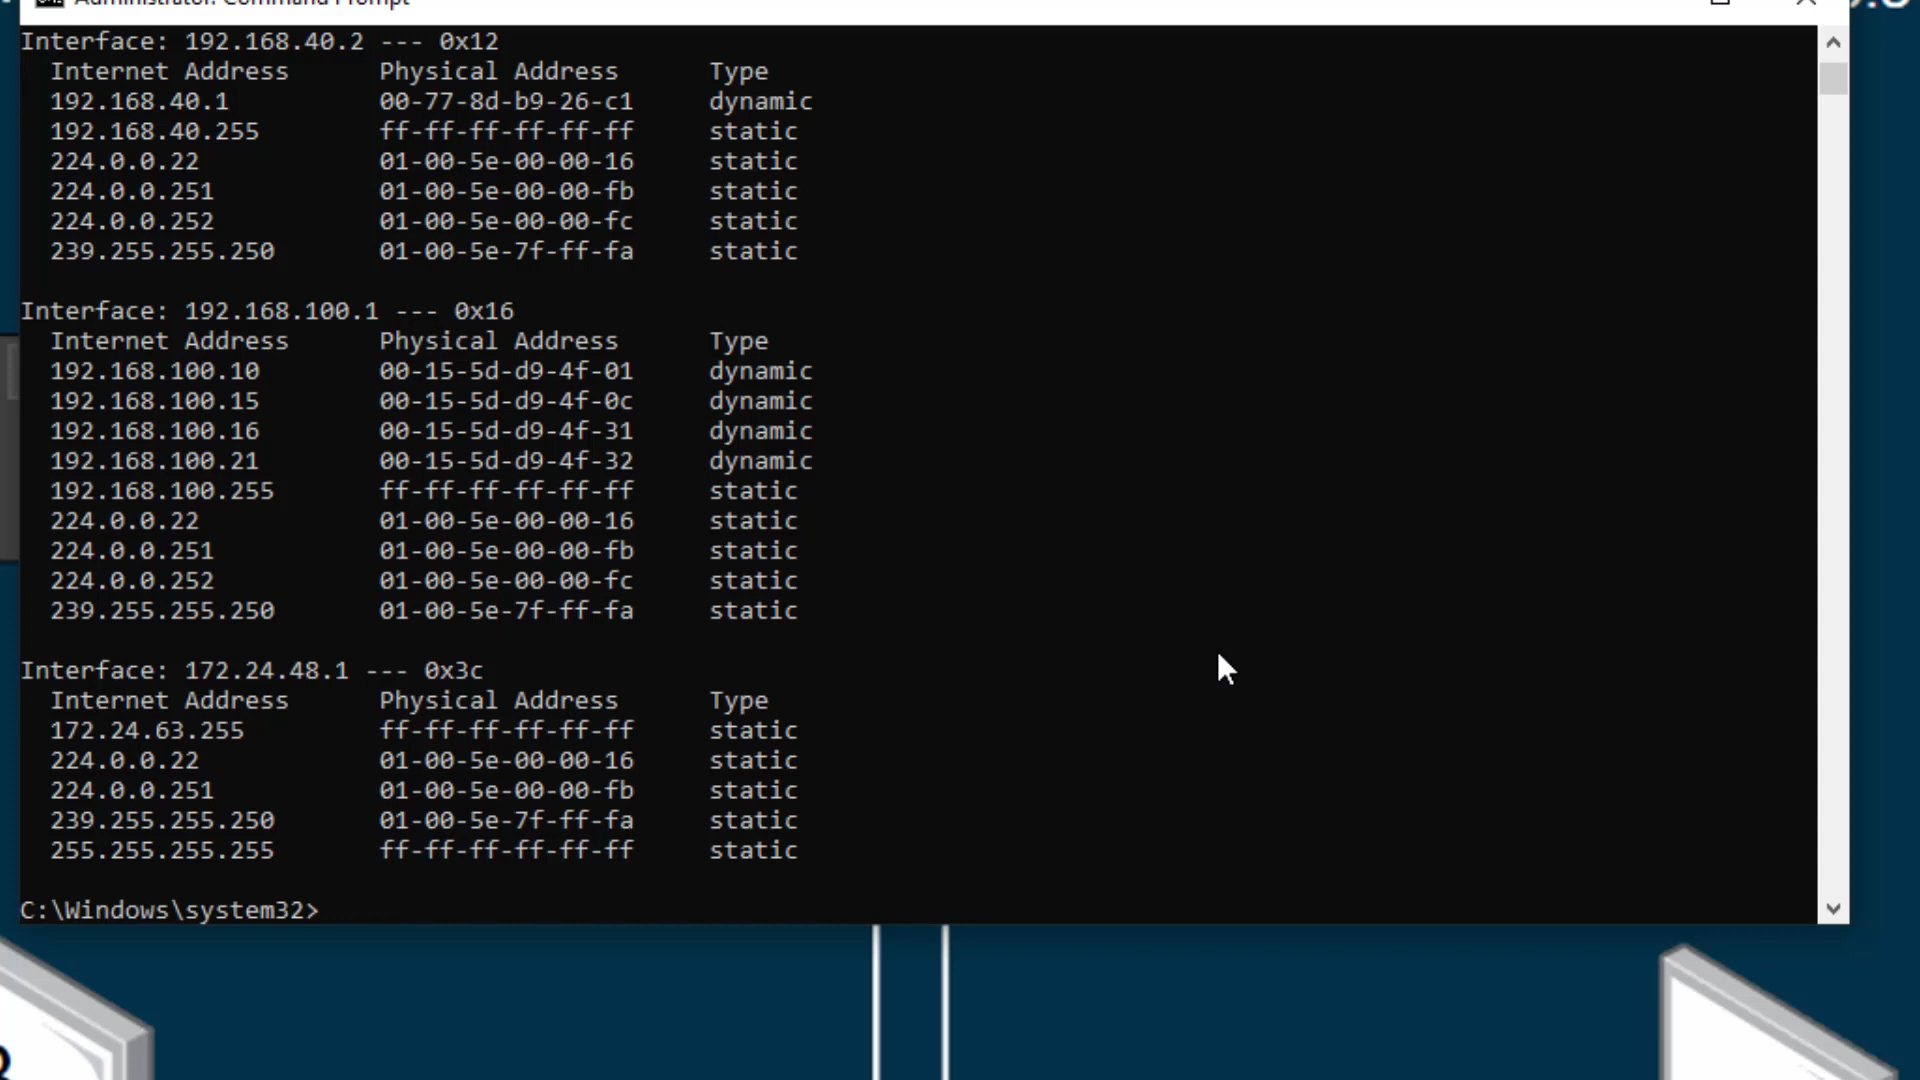 Administrator: Command Prompt
Interface: 192.168.40.2 --- 0x12
  Internet Address      Physical Address      Type
  192.168.40.1          00-77-8d-b9-26-c1     dynamic
  192.168.40.255        ff-ff-ff-ff-ff-ff     static
  224.0.0.22            01-00-5e-00-00-16     static
  224.0.0.251           01-00-5e-00-00-fb     static
  224.0.0.252           01-00-5e-00-00-fc     static
  239.255.255.250       01-00-5e-7f-ff-fa     static

Interface: 192.168.100.1 --- 0x16
  Internet Address      Physical Address      Type
  192.168.100.10        00-15-5d-d9-4f-01     dynamic
  192.168.100.15        00-15-5d-d9-4f-0c     dynamic
  192.168.100.16        00-15-5d-d9-4f-31     dynamic
  192.168.100.21        00-15-5d-d9-4f-32     dynamic
  192.168.100.255       ff-ff-ff-ff-ff-ff     static
  224.0.0.22            01-00-5e-00-00-16     static
  224.0.0.251           01-00-5e-00-00-fb     static
  224.0.0.252           01-00-5e-00-00-fc     static
  239.255.255.250       01-00-5e-7f-ff-fa     static

Interface: 172.24.48.1 --- 0x3c
  Internet Address      Physical Address      Type
  172.24.63.255         ff-ff-ff-ff-ff-ff     static
  224.0.0.22            01-00-5e-00-00-16     static
  224.0.0.251           01-00-5e-00-00-fb     static
  239.255.255.250       01-00-5e-7f-ff-fa     static
  255.255.255.255       ff-ff-ff-ff-ff-ff     static

C:\Windows\system32>